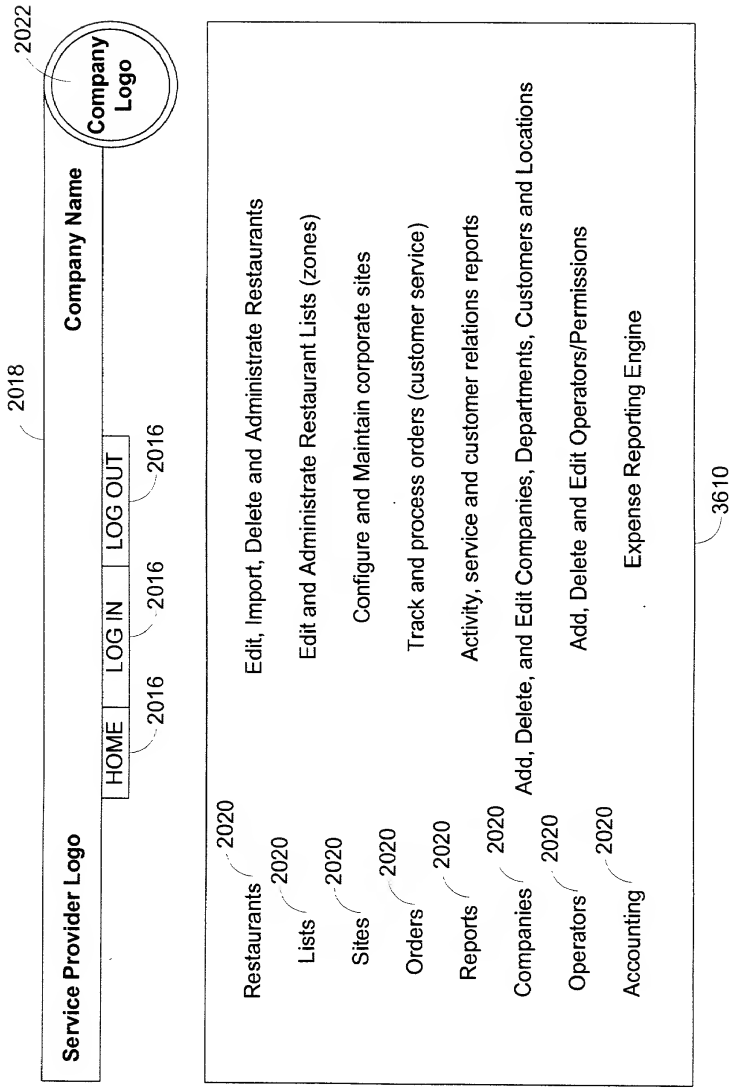 2018
2022
Service Provider Logo
Company Name
Company
Logo
HOME
LOG IN
LOG OUT
2016
2016
2016
Restaurants
2020
Edit, Import, Delete and Administrate Restaurants
Lists
2020
Edit and Administrate Restaurant Lists (zones)
Sites
2020
Configure and Maintain corporate sites
Orders
2020
Track and process orders (customer service)
Reports
2020
Activity, service and customer relations reports
Companies
2020
Add, Delete, and Edit Companies, Departments, Customers and Locations
Operators
2020
Add, Delete and Edit Operators/Permissions
Accounting
2020
Expense Reporting Engine
3610